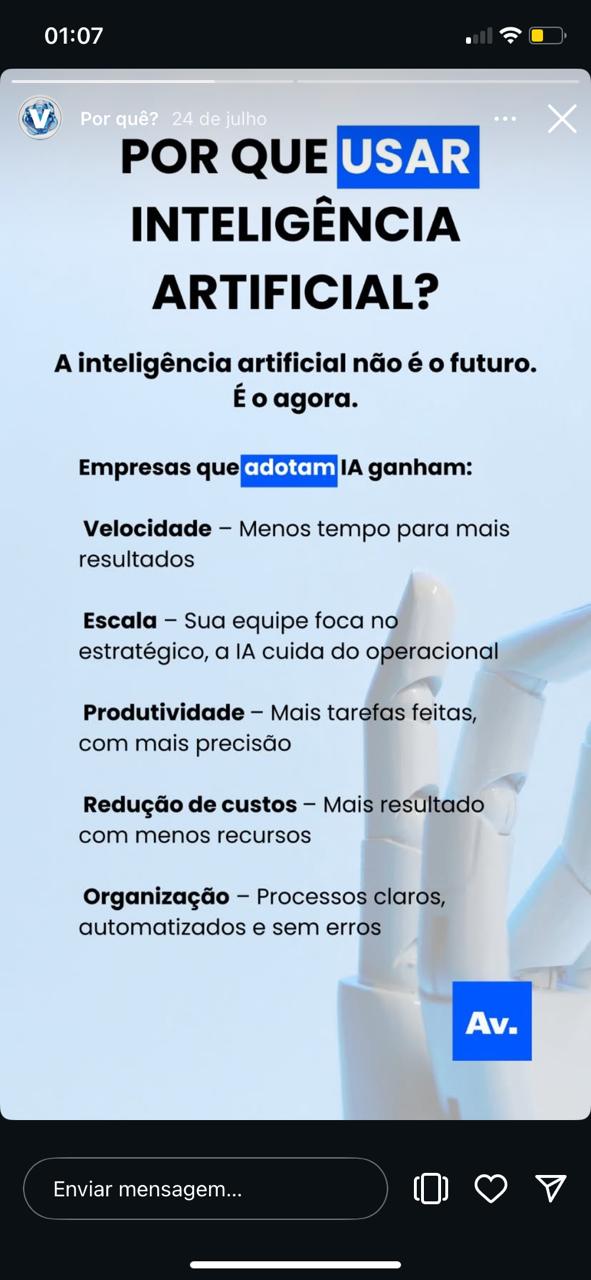 01:07
Por quê? 24 de julho
POR QUE USAR
INTELIGÊNCIA
ARTIFICIAL?
A inteligência artificial não é o futuro.
É o agora.
Empresas que adotam IA ganham:
Velocidade – Menos tempo para mais
resultados
Escala – Sua equipe foca no
estratégico, a IA cuida do operacional
Produtividade – Mais tarefas feitas,
com mais precisão
Redução de custos – Mais resultado
com menos recursos
Organização – Processos claros,
automatizados e sem erros
Av.
Enviar mensagem...